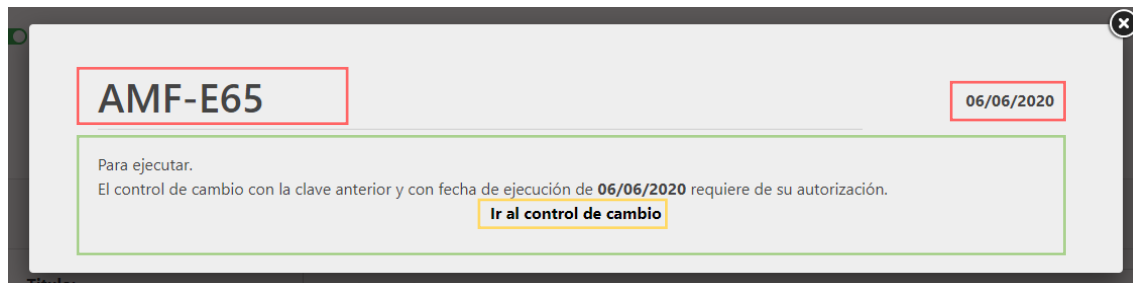 AMF-E65
06/06/2020
Para ejecutar.
El control de cambio con la clave anterior y con fecha de ejecución de 06/06/2020 requiere de su autorización.
Ir al control de cambio